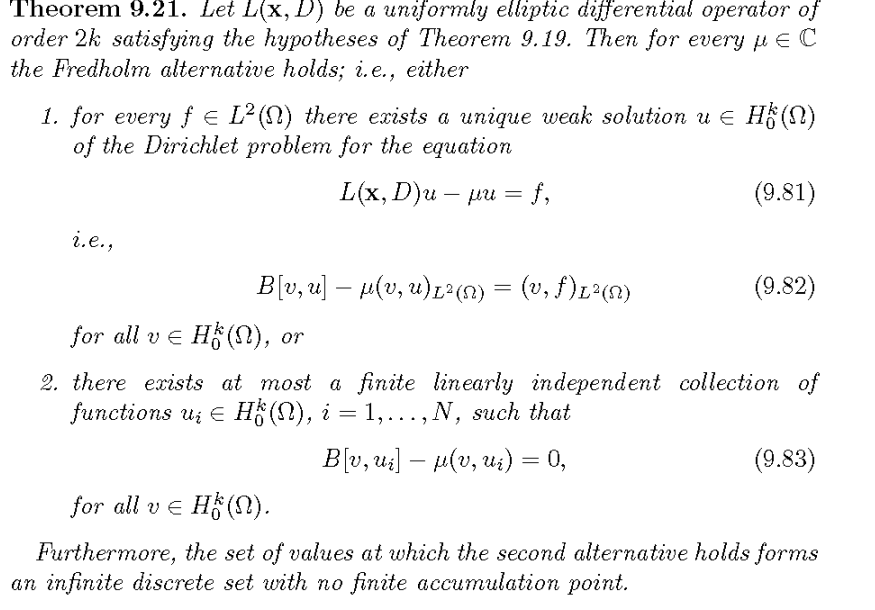 Theorem 9.21. Let L(x, D) be a uniformly elliptic differential operator of
order 2k satisfying the hypotheses of Theorem 9.19. Then for every μ ∈ ℂ
the Fredholm alternative holds; i.e., either
1. for every f ∈ L²(Ω) there exists a unique weak solution u ∈ H₀ᵏ(Ω)
of the Dirichlet problem for the equation
L(x, D)u − μu = f, (9.81)
i.e.,
B[v, u] − μ(v, u)_{L²(Ω)} = (v, f)_{L²(Ω)} (9.82)
for all v ∈ H₀ᵏ(Ω), or
2. there exists at most a finite linearly independent collection of
functions uᵢ ∈ H₀ᵏ(Ω), i = 1, . . . , N, such that
B[v, uᵢ] − μ(v, uᵢ) = 0, (9.83)
for all v ∈ H₀ᵏ(Ω).
Furthermore, the set of values at which the second alternative holds forms
an infinite discrete set with no finite accumulation point.